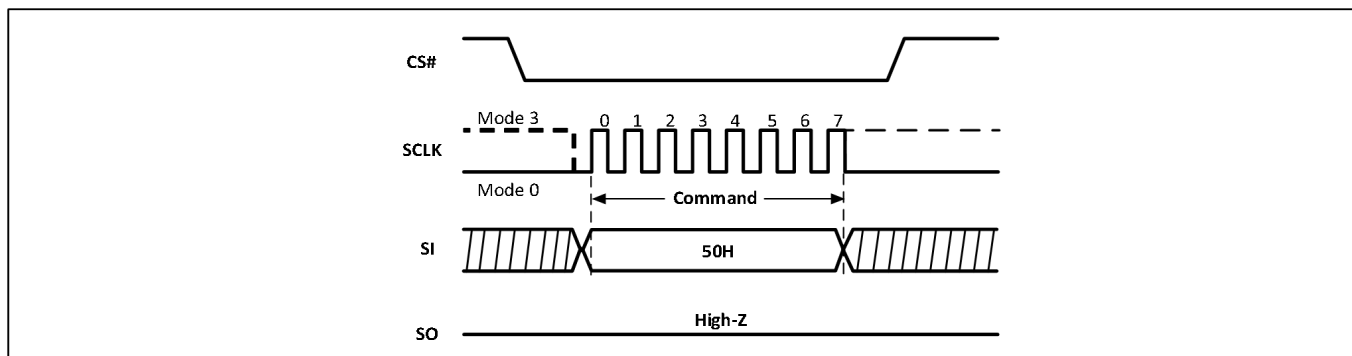 CS#
Mode 3
0 1 2 3 4 5 6 7
SCLK
Mode 0
Command
SI
50H
High-Z
SO